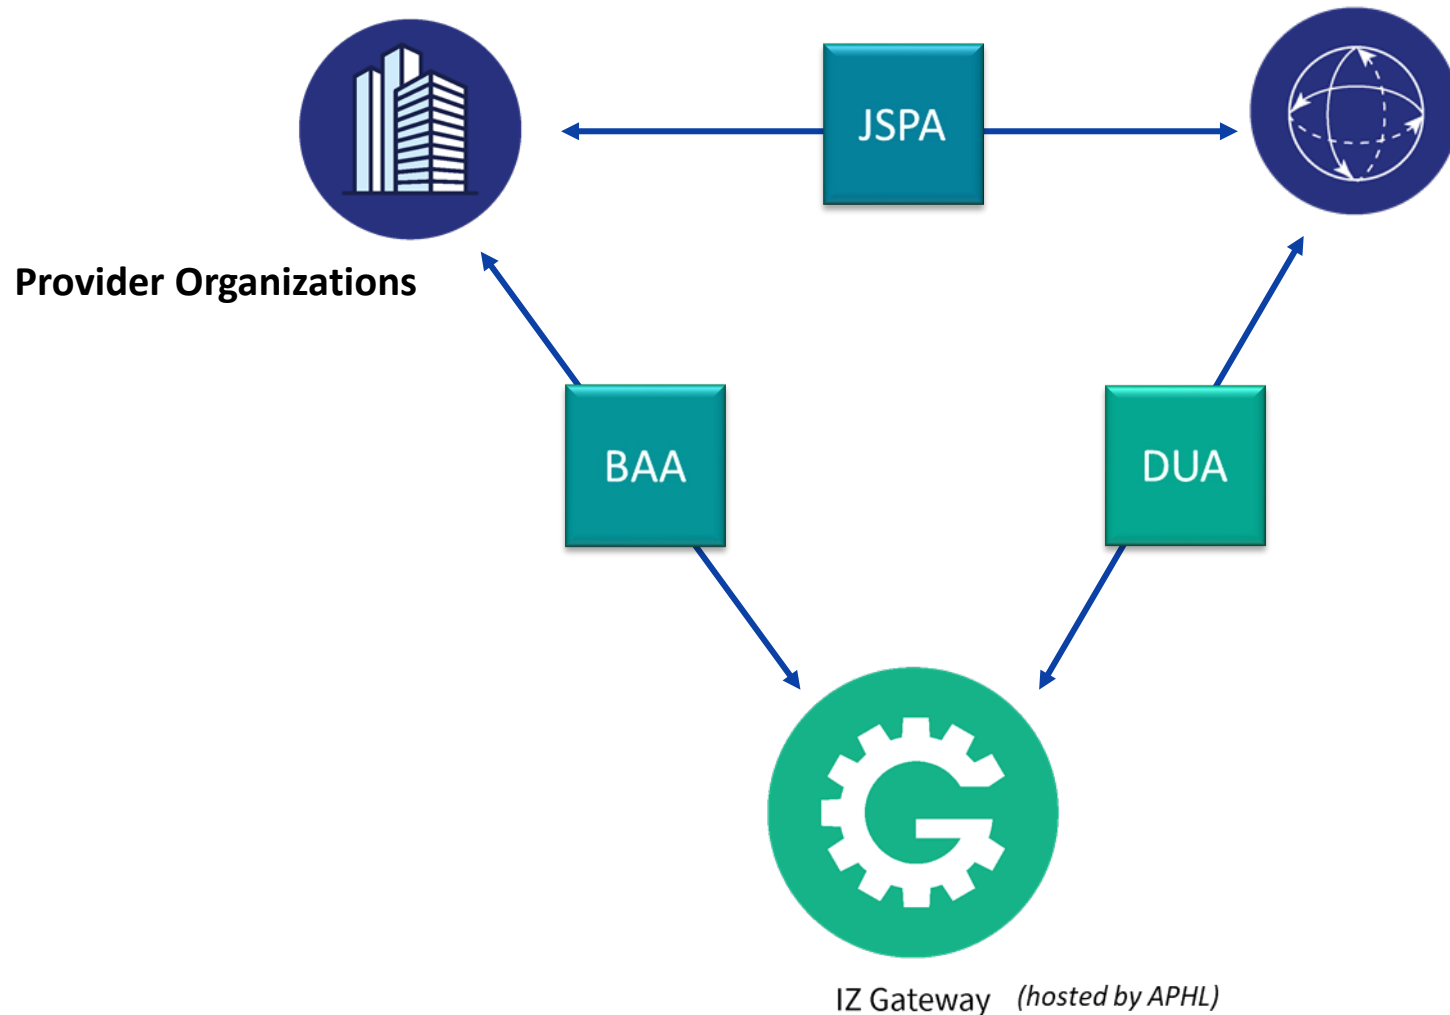 JSPA
Provider Organizations
BAA
DUA
IZ Gateway (hosted by APHL)